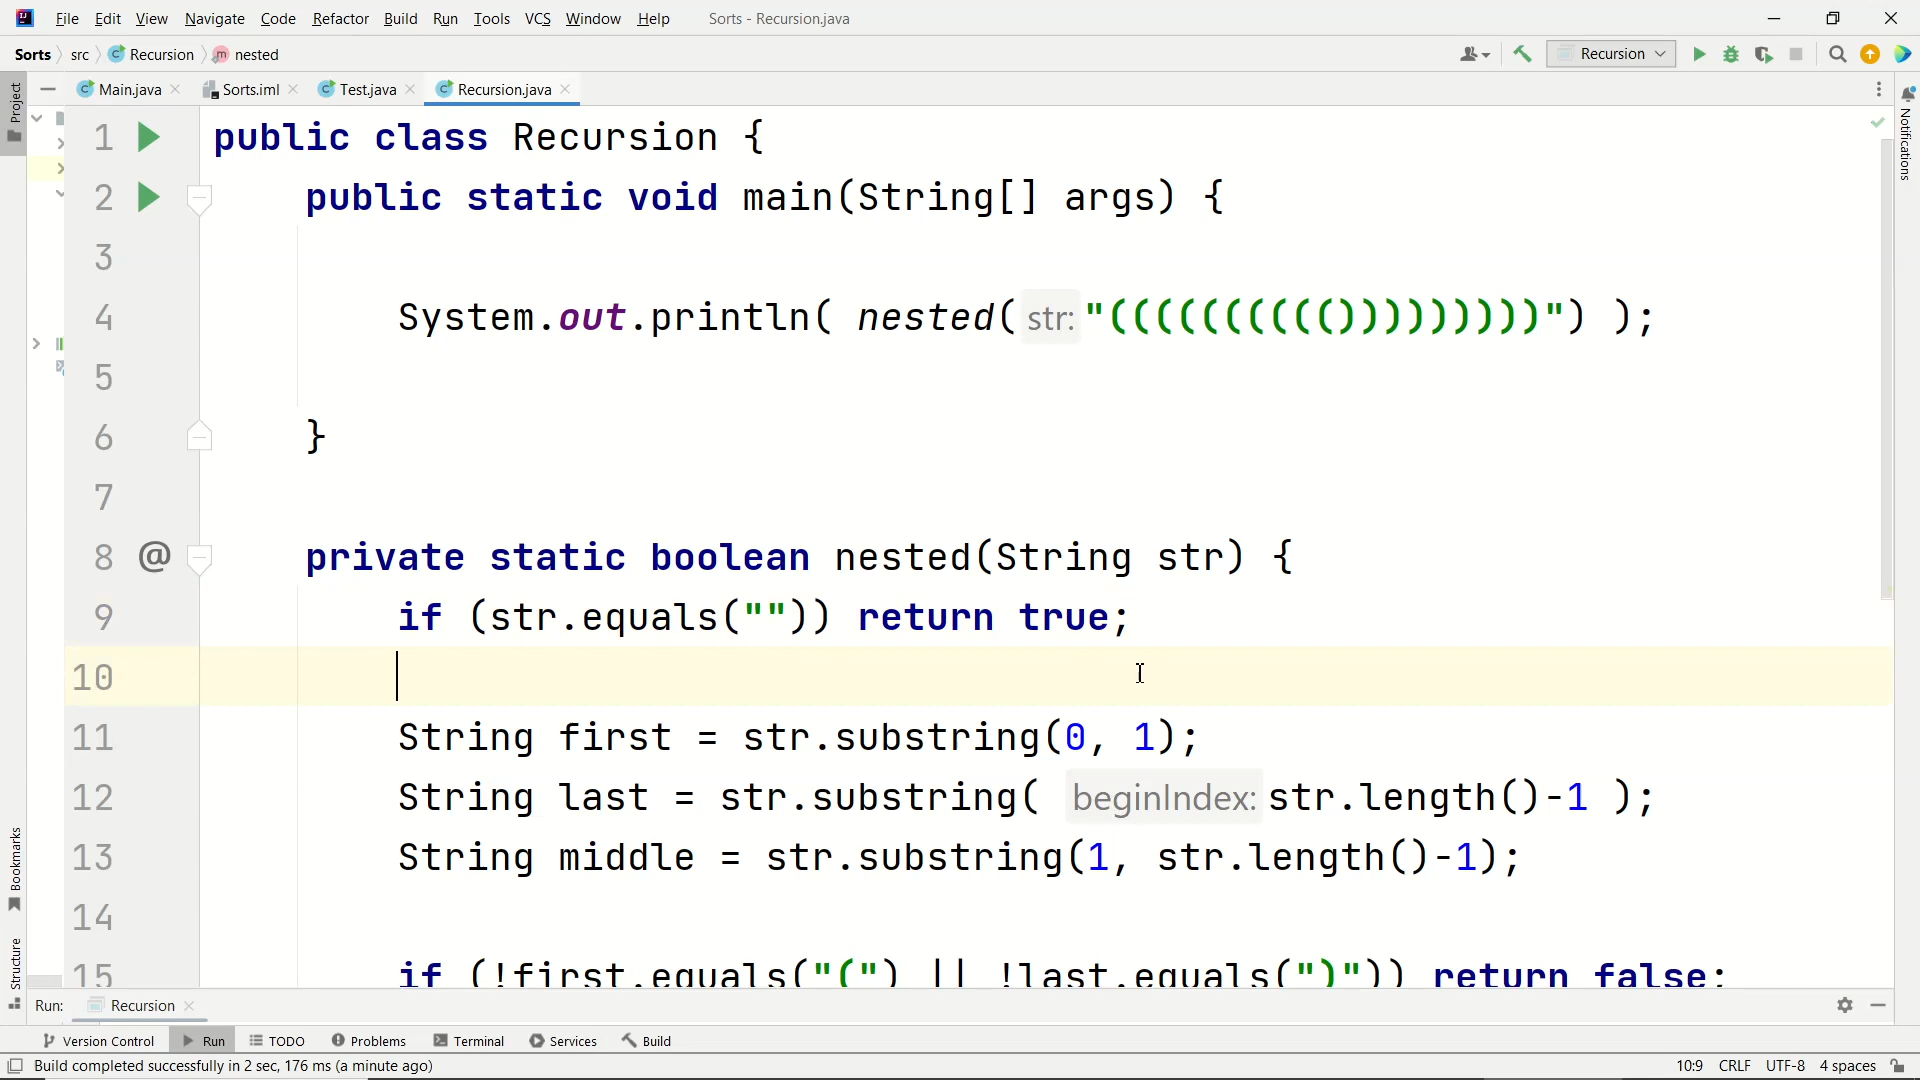 File Edit View Navigate Code Refactor Build Run Tools VCS Window Help Sorts - Recursion.java
Sorts src Recursion nested Recursion
Project
Main.java Sorts.iml Test.java Recursion.java
Notifications
1 public class Recursion {
2 public static void main(String[] args) {
3
4 System.out.println( nested( str: "(((((((((()))))))))") );
5
6 }
7
8 @ private static boolean nested(String str) {
9 if (str.equals("")) return true;
10
11 String first = str.substring(0, 1);
12 String last = str.substring( beginIndex: str.length()-1 );
13 String middle = str.substring(1, str.length()-1);
14
15 if (!first.equals("(") || !last.equals(")")) return false;
Bookmarks
Structure
Run: Recursion
Version Control Run TODO Problems Terminal Services Build
Build completed successfully in 2 sec, 176 ms (a minute ago) 10:9 CRLF UTF-8 4 spaces